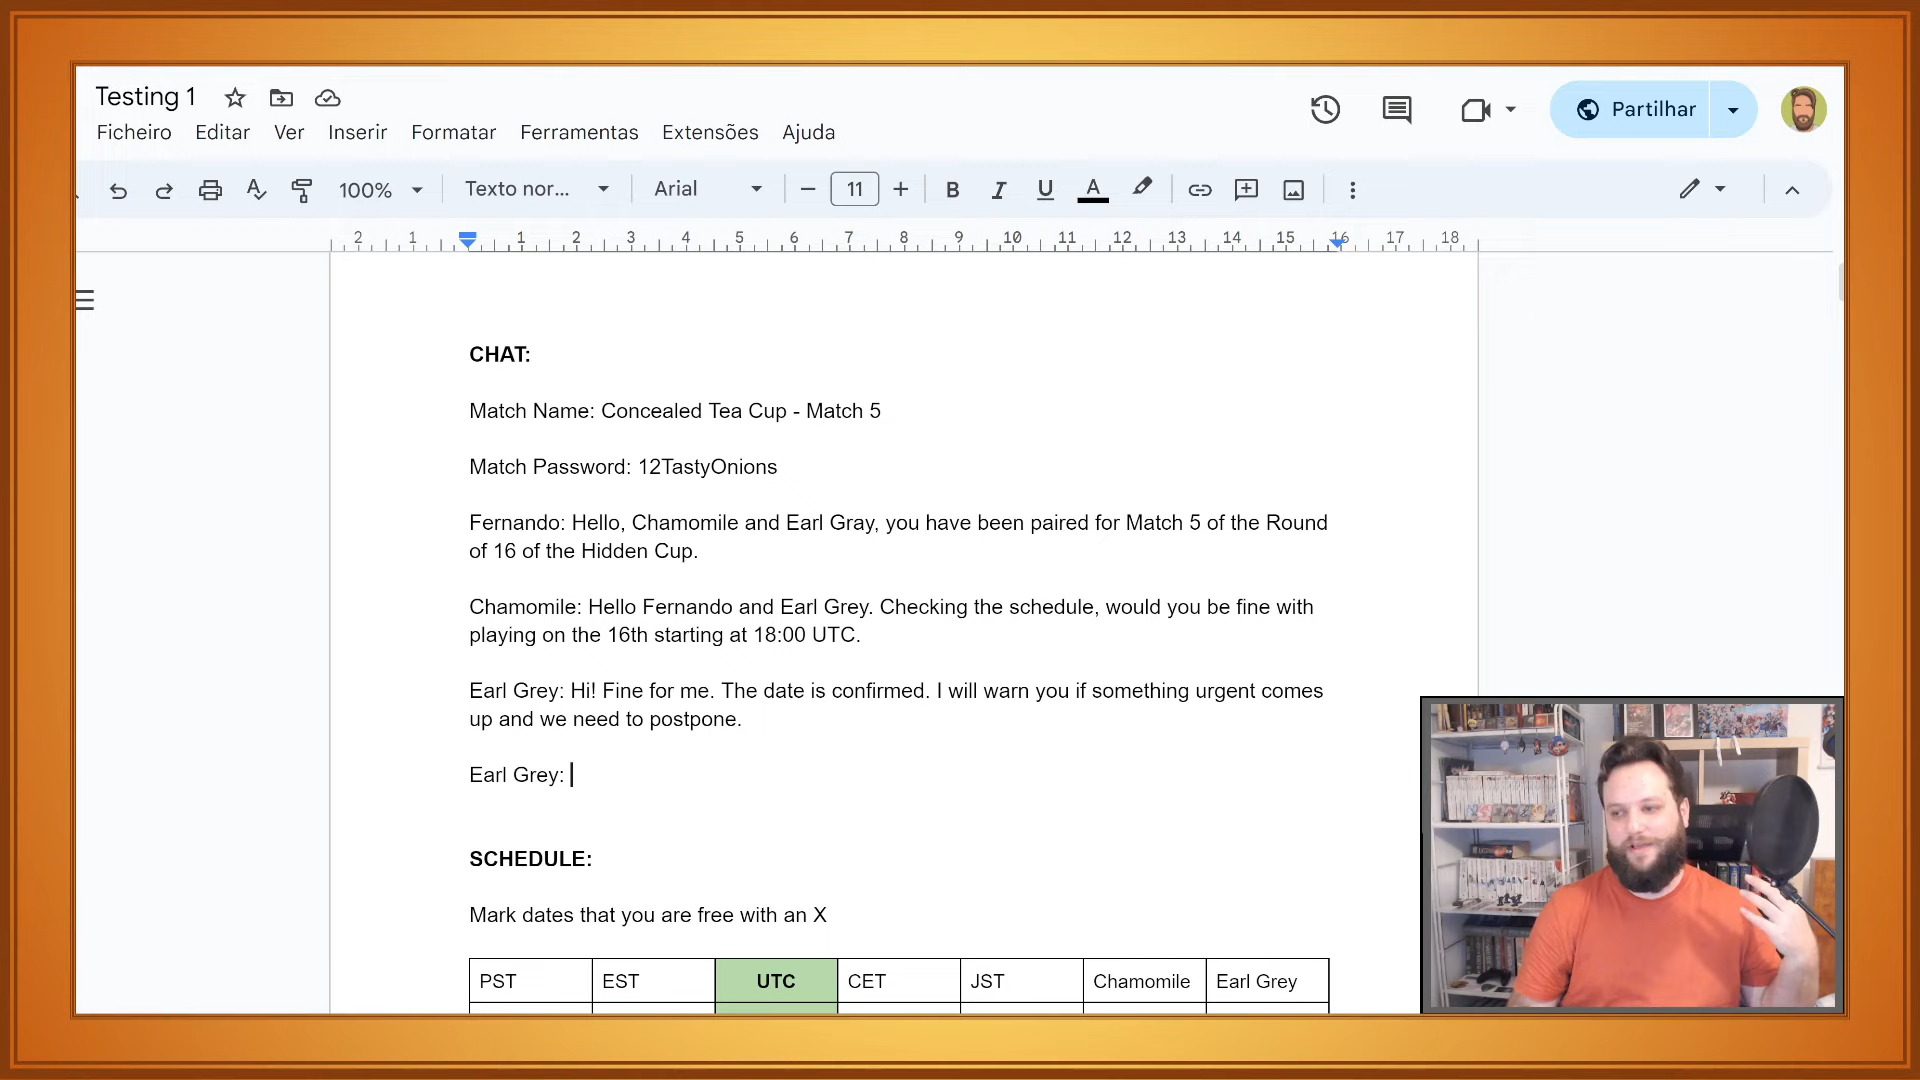 Testing 1
Ficheiro Editar Ver Inserir Formatar Ferramentas Extensões Ajuda
Partilhar
100% Texto nor... Arial 11 B I U A
2 1 1 2 3 4 5 6 7 8 9 10 11 12 13 14 15 16 17 18
CHAT:
Match Name: Concealed Tea Cup - Match 5
Match Password: 12TastyOnions
Fernando: Hello, Chamomile and Earl Gray, you have been paired for Match 5 of the Round
of 16 of the Hidden Cup.
Chamomile: Hello Fernando and Earl Grey. Checking the schedule, would you be fine with
playing on the 16th starting at 18:00 UTC.
Earl Grey: Hi! Fine for me. The date is confirmed. I will warn you if something urgent comes
up and we need to postpone.
Earl Grey:
SCHEDULE:
Mark dates that you are free with an X
PST EST UTC CET JST Chamomile Earl Grey